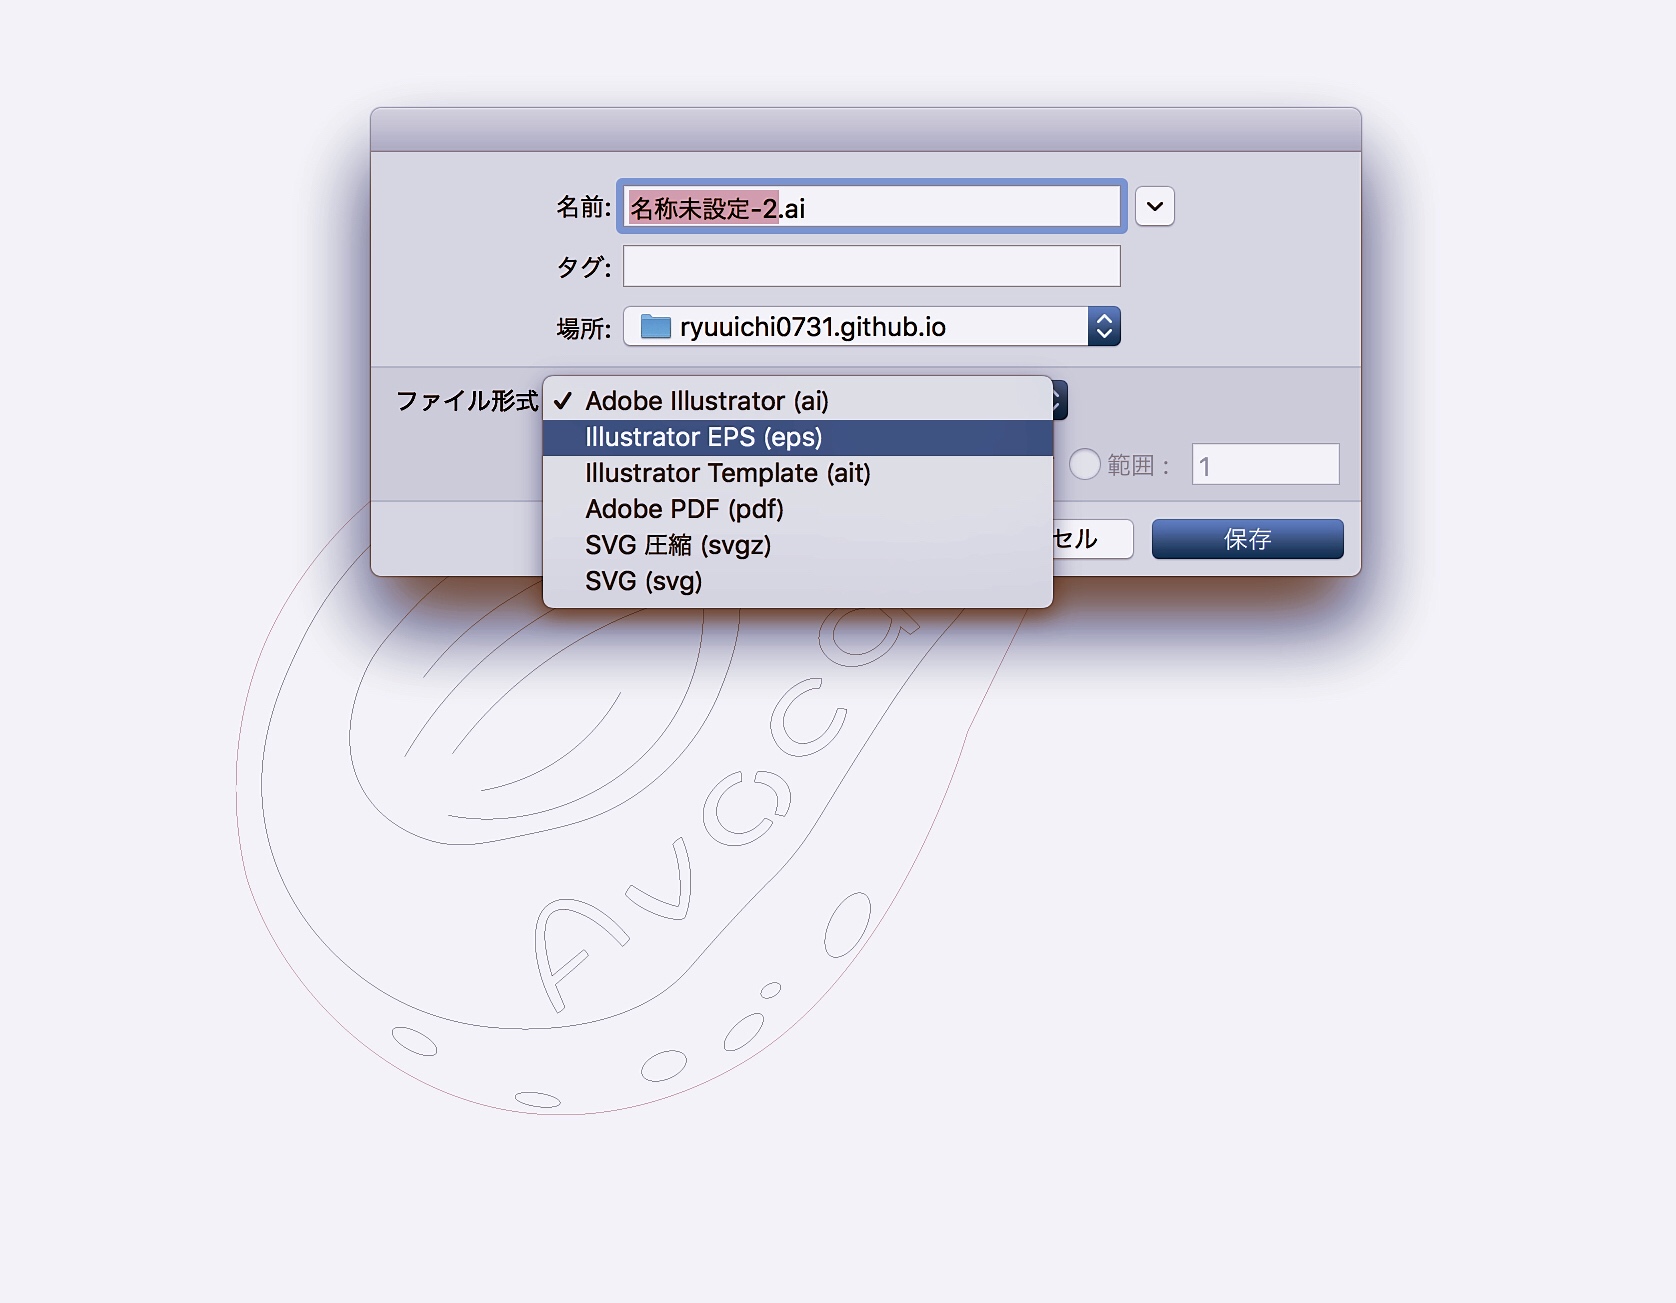 名前: 名称未設定-2.ai
タグ:
場所: ryuuichi0731.github.io
ファイル形式
✓ Adobe Illustrator (ai)
Illustrator EPS (eps)
Illustrator Template (ait)
Adobe PDF (pdf)
SVG 圧縮 (svgz)
SVG (svg)
範囲： 1
セル 保存
Avocca